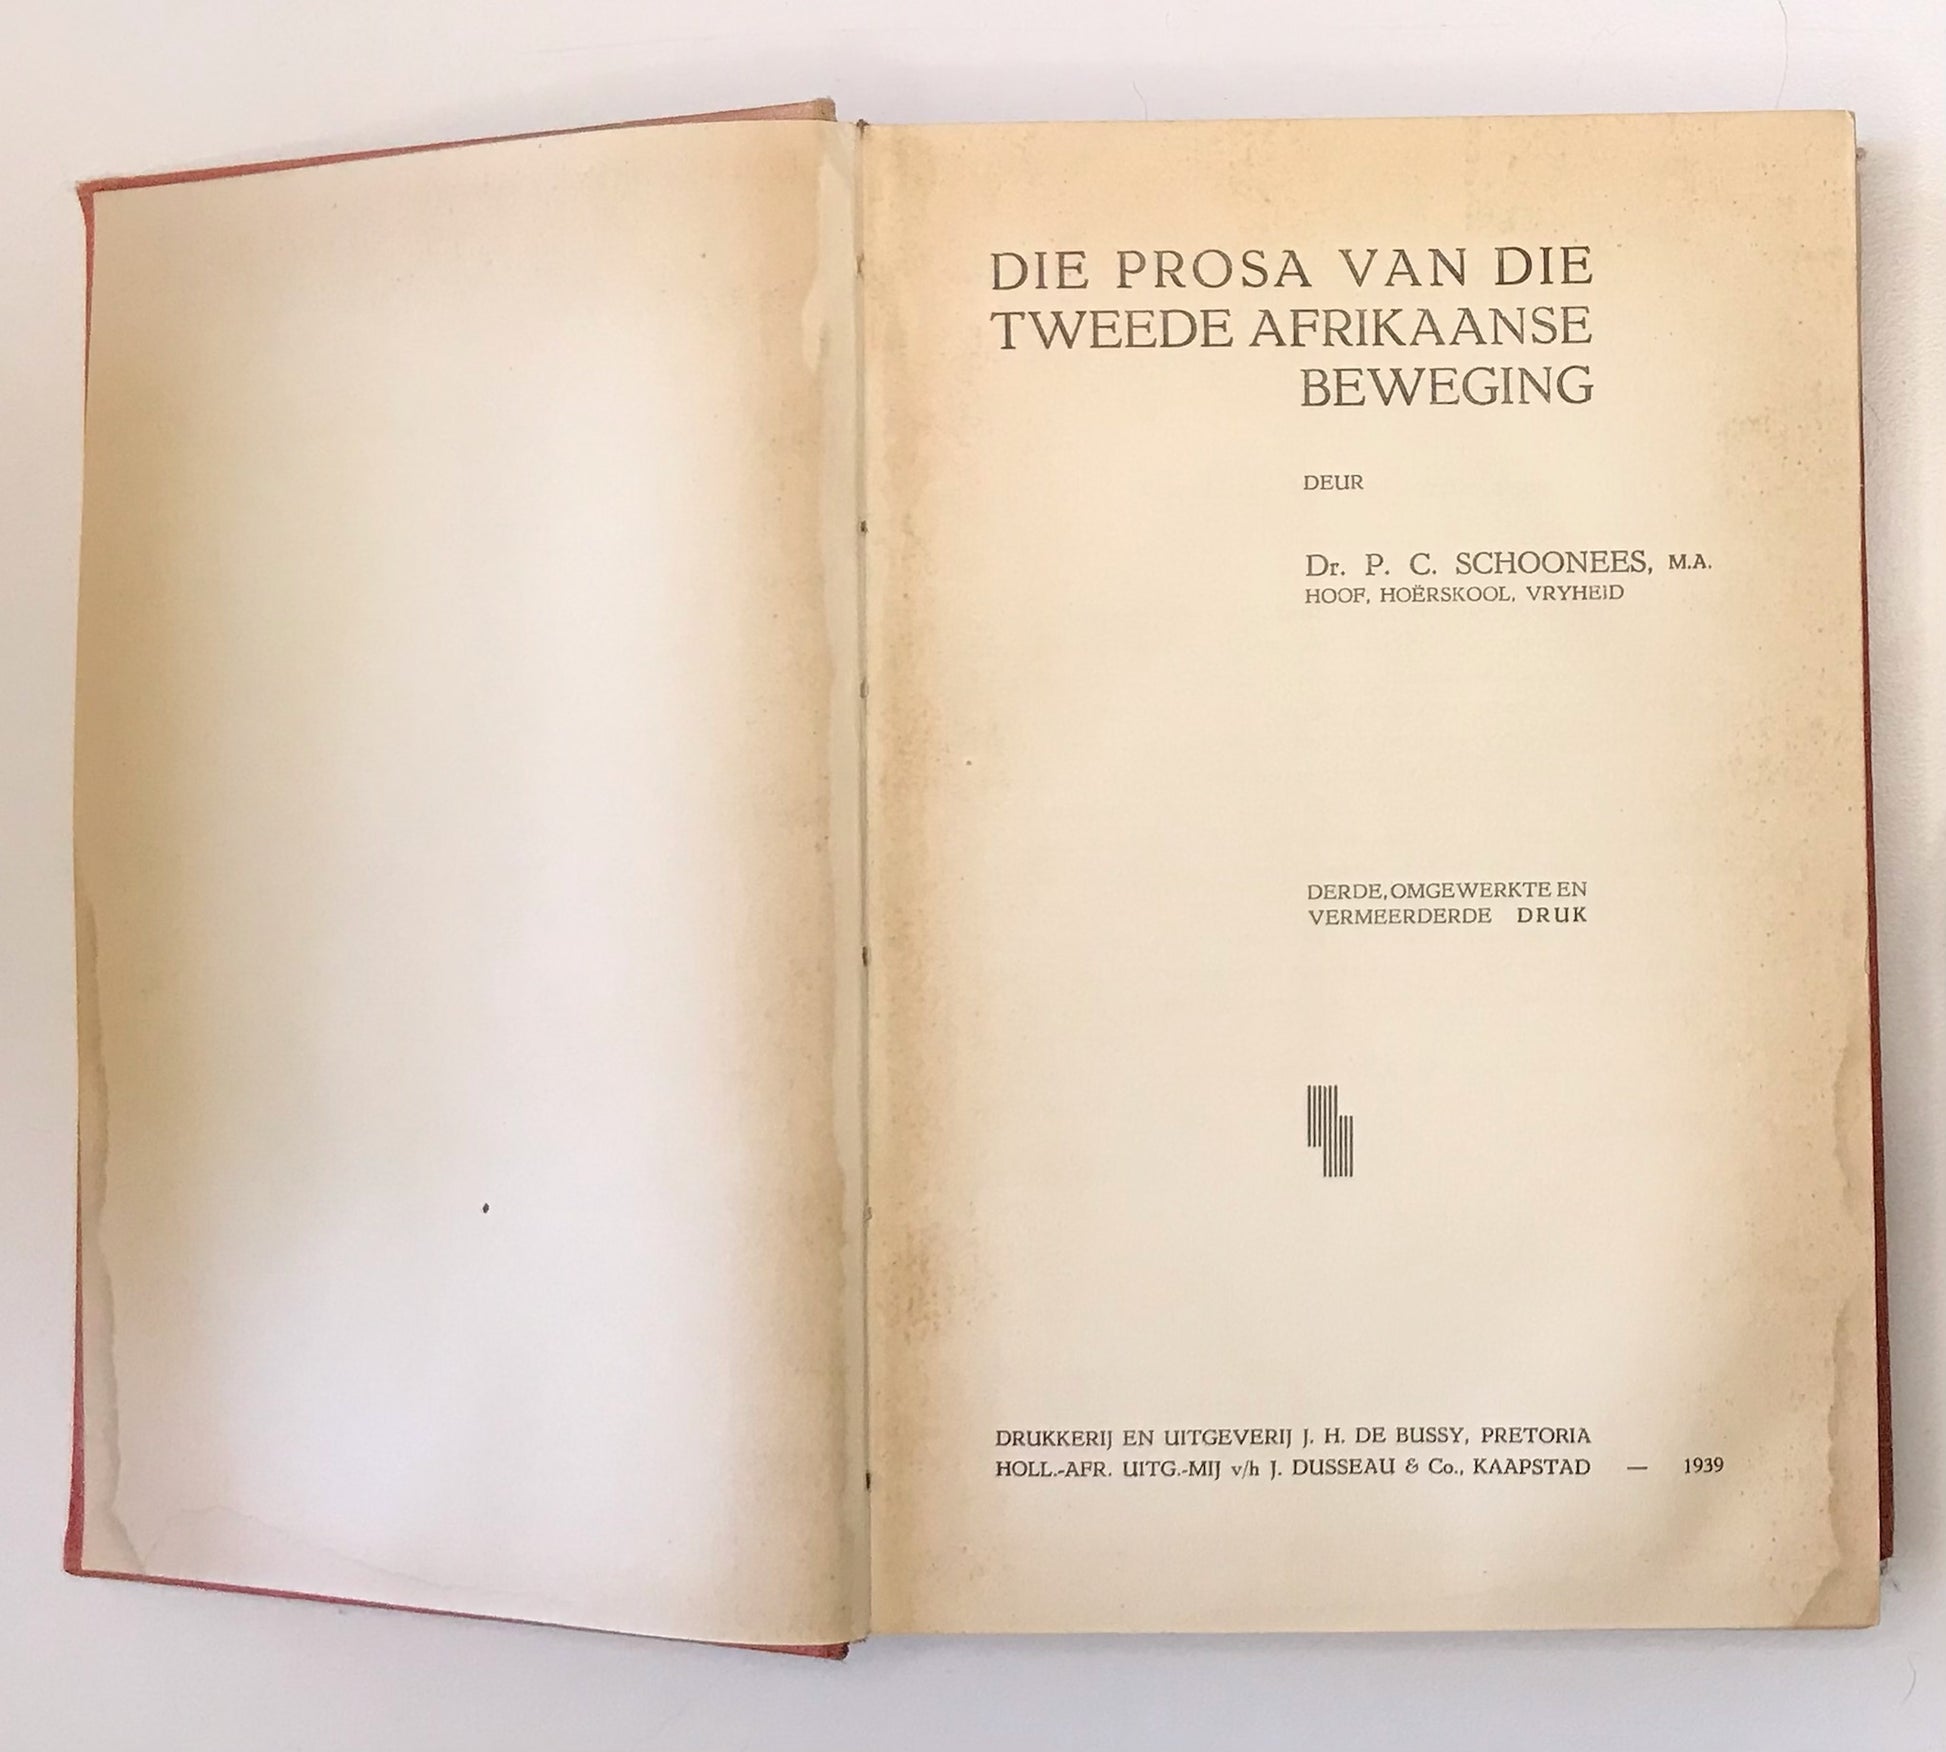 DIE PROSA VAN DIE
TWEEDE AFRIKAANSE
BEWEGING
DEUR
Dr. P. C. SCHOONEES, M.A.
HOOF, HOËRSKOOL, VRYHEID
DERDE, OMGEWERKTE EN
VERMEERDERDE DRUK
DRUKKERIJ EN UITGEVERIJ J. H. DE BUSSY, PRETORIA
HOLL.-AFR. UITG.-MIJ v/h J. DUSSEAU & Co., KAAPSTAD — 1939